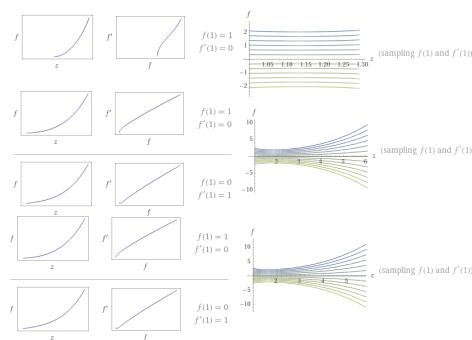 f
f
z
f'
f
f(1) = 1
f'(1) = 0
f
2
1
-1
-2
1.05 1.10 1.15 1.20 1.25 1.30
z
(sampling f(1) and f'(1))
f
z
f'
f
f(1) = 1
f'(1) = 0
f
10
5
-5
-10
2 3 4 5 6
z
(sampling f(1) and f'(1)
f
z
f'
f
f(1) = 0
f'(1) = 1
f
z
f'
f
f(1) = 1
f'(1) = 0
f
10
5
-5
-10
2 3 4 5
z
(sampling f(1) and f'(1))
f
z
f'
f
f(1) = 0
f'(1) = 1